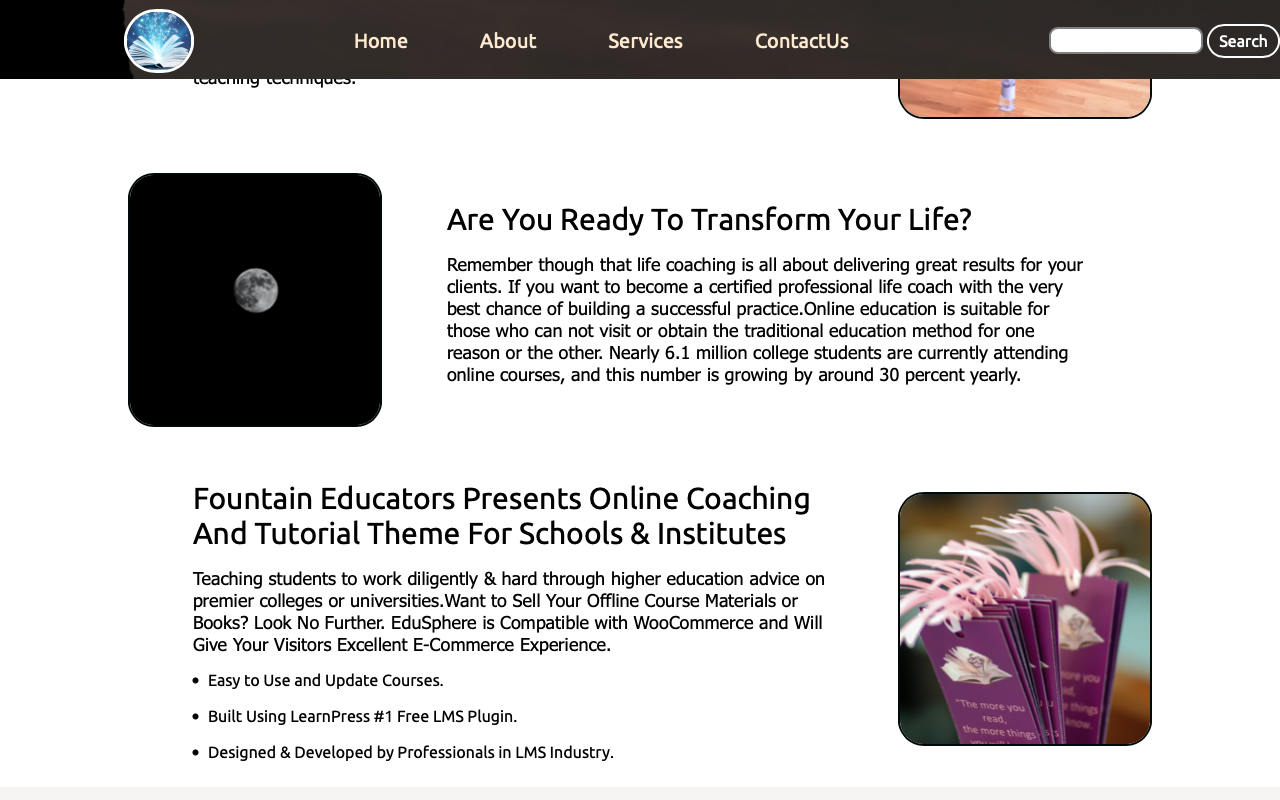 Home
About
Services
ContactUs
Search
teaching techniques.
Are You Ready To Transform Your Life?
Remember though that life coaching is all about delivering great results for your
clients. If you want to become a certified professional life coach with the very
best chance of building a successful practice.Online education is suitable for
those who can not visit or obtain the traditional education method for one
reason or the other. Nearly 6.1 million college students are currently attending
online courses, and this number is growing by around 30 percent yearly.
Fountain Educators Presents Online Coaching
And Tutorial Theme For Schools & Institutes
Teaching students to work diligently & hard through higher education advice on
premier colleges or universities.Want to Sell Your Offline Course Materials or
Books? Look No Further. EduSphere is Compatible with WooCommerce and Will
Give Your Visitors Excellent E-Commerce Experience.
• Easy to Use and Update Courses.
• Built Using LearnPress #1 Free LMS Plugin.
• Designed & Developed by Professionals in LMS Industry.
"The more you
read,
the more things
more you
things
know.